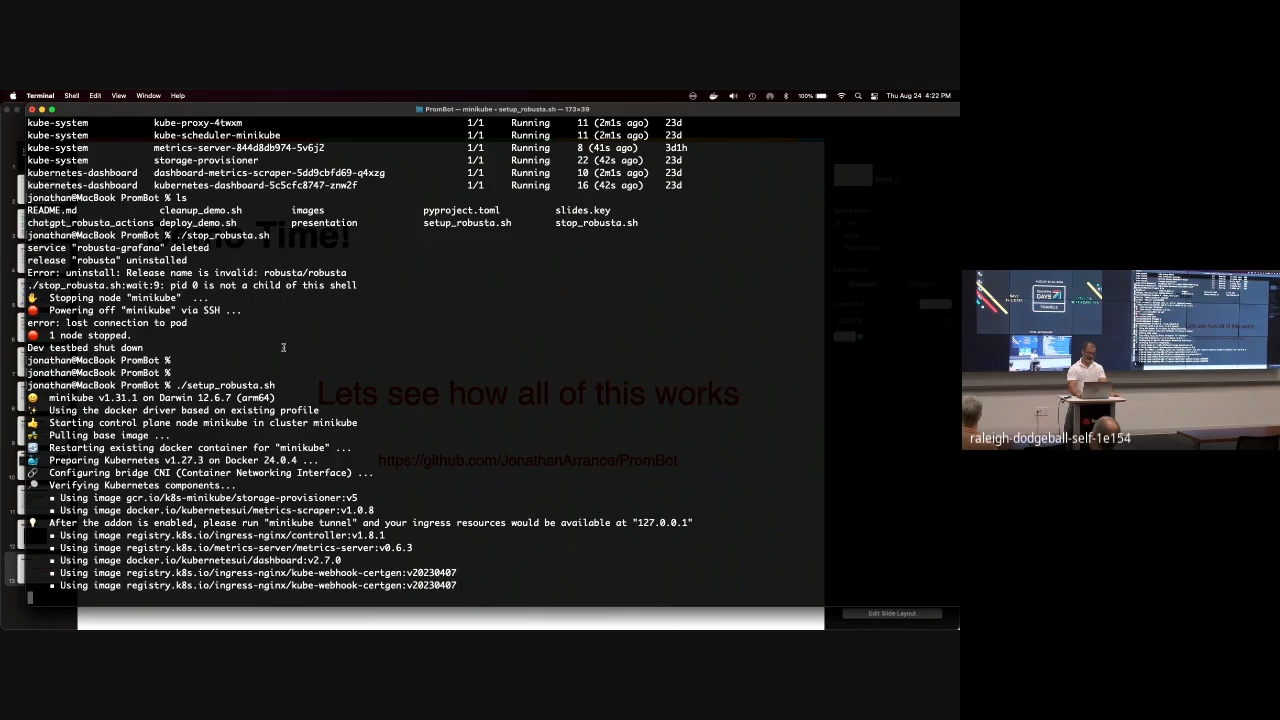 Terminal Shell Edit View Window Help
100% Thu Aug 24 4:22 PM
PromBot — minikube ◂ setup_robusta.sh — 173×39
kube-system kube-proxy-4twxm 1/1 Running 11 (2m1s ago) 23d
kube-system kube-scheduler-minikube 1/1 Running 11 (2m1s ago) 23d
kube-system metrics-server-844d8db974-5v6j2 1/1 Running 8 (41s ago) 3d1h
kube-system storage-provisioner 1/1 Running 22 (42s ago) 23d
kubernetes-dashboard dashboard-metrics-scraper-5dd9cbfd69-q4xzg 1/1 Running 10 (2m1s ago) 23d
kubernetes-dashboard kubernetes-dashboard-5c5cfc8747-znw2f 1/1 Running 16 (42s ago) 23d
jonathan@MacBook PromBot % ls
README.md cleanup_demo.sh images pyproject.toml slides.key
chatgpt_robusta_actions deploy_demo.sh presentation setup_robusta.sh stop_robusta.sh
jonathan@MacBook PromBot % ./stop_robusta.sh
service "robusta-grafana" deleted
release "robusta" uninstalled
Error: uninstall: Release name is invalid: robusta/robusta
./stop_robusta.sh:wait:9: pid 0 is not a child of this shell
Stopping node "minikube" ...
Powering off "minikube" via SSH ...
error: lost connection to pod
1 node stopped.
Dev testbed shut down
jonathan@MacBook PromBot %
jonathan@MacBook PromBot %
jonathan@MacBook PromBot % ./setup_robusta.sh
minikube v1.31.1 on Darwin 12.6.7 (arm64)
Using the docker driver based on existing profile
Starting control plane node minikube in cluster minikube
Pulling base image ...
Restarting existing docker container for "minikube" ...
Preparing Kubernetes v1.27.3 on Docker 24.0.4 ...
Configuring bridge CNI (Container Networking Interface) ...
Verifying Kubernetes components...
▪ Using image gcr.io/k8s-minikube/storage-provisioner:v5
▪ Using image docker.io/kubernetesui/metrics-scraper:v1.0.8
After the addon is enabled, please run "minikube tunnel" and your ingress resources would be available at "127.0.0.1"
▪ Using image registry.k8s.io/ingress-nginx/controller:v1.8.1
▪ Using image registry.k8s.io/metrics-server/metrics-server:v0.6.3
▪ Using image docker.io/kubernetesui/dashboard:v2.7.0
▪ Using image registry.k8s.io/ingress-nginx/kube-webhook-certgen:v20230407
▪ Using image registry.k8s.io/ingress-nginx/kube-webhook-certgen:v20230407
Time!
Lets see how all of this works
https://github.com/JonathanArrance/PromBot
Edit Slide Layout
DAYS
raleigh-dodgeball-self-1e154